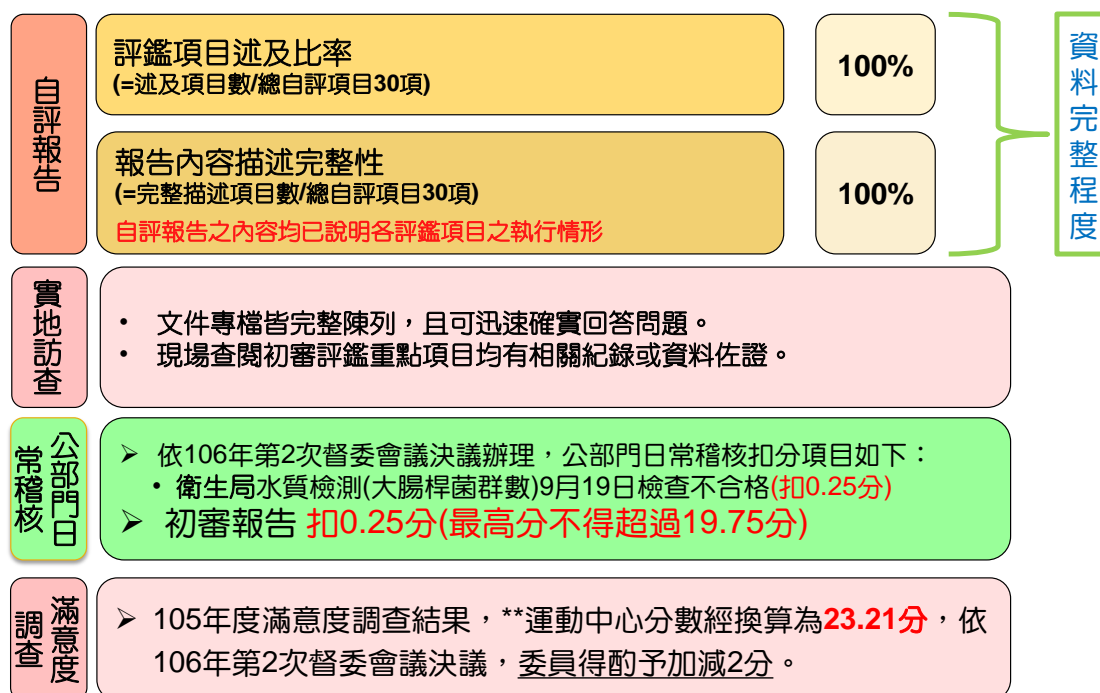 自評報告
評鑑項目述及比率
(=述及項目數/總自評項目30項)
100%
報告內容描述完整性
(=完整描述項目數/總自評項目30項)
自評報告之內容均已說明各評鑑項目之執行情形
100%
資料完整程度
實地訪查
• 文件專檔皆完整陳列，且可迅速確實回答問題。
• 現場查閱初審評鑑重點項目均有相關紀錄或資料佐證。
公部門日
常稽核
➢ 依106年第2次督委會議決議辦理，公部門日常稽核扣分項目如下：
• 衛生局水質檢測(大腸桿菌群數)9月19日檢查不合格(扣0.25分)
➢ 初審報告 扣0.25分(最高分不得超過19.75分)
滿意度
調查
➢ 105年度滿意度調查結果，**運動中心分數經換算為23.21分，依
106年第2次督委會議決議，委員得酌予加減2分。